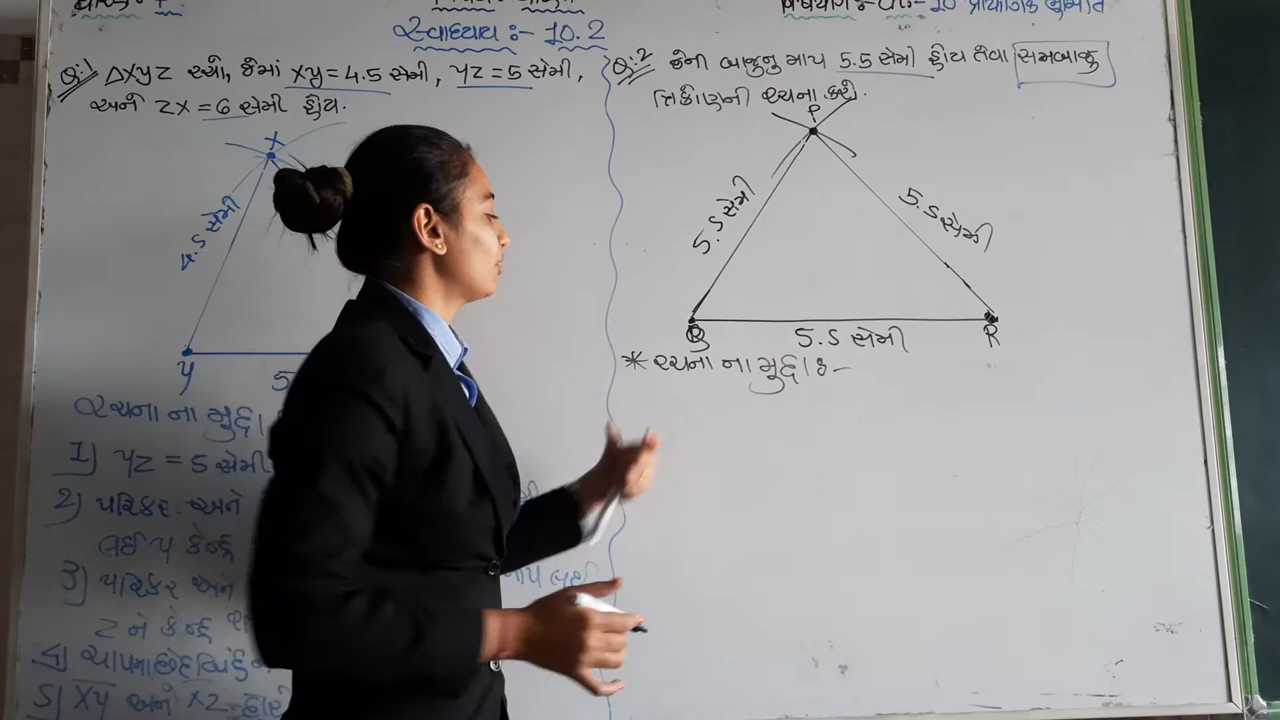 સ્વાધ્યાય :- 10.2
Q:1 ΔXYZ રચો, જેમાં XY = 4.5 સેમી, YZ = 5 સેમી,
અને ZX = 6 સેમી હોય.
X
4.5 સેમી
Y
5
રચના ના મુદ્દા
1) YZ = 5 સેમી
2) પરિકર અને
લઈ Y કેન્દ્ર
3) પરિકર અને
માપ લઈ
Z ને કેન્દ્ર
4) ચાપના છેદબિંદુ ને
5) XY અને XZ દોરો
Q:2 જેની બાજુનુ માપ 5.5 સેમી હોય તેવા સમબાજુ
ત્રિકોણની રચના કરો.
P
5.5 સેમી
5.5 સેમી
Q
5.5 સેમી
R
* રચના ના મુદ્દા :-